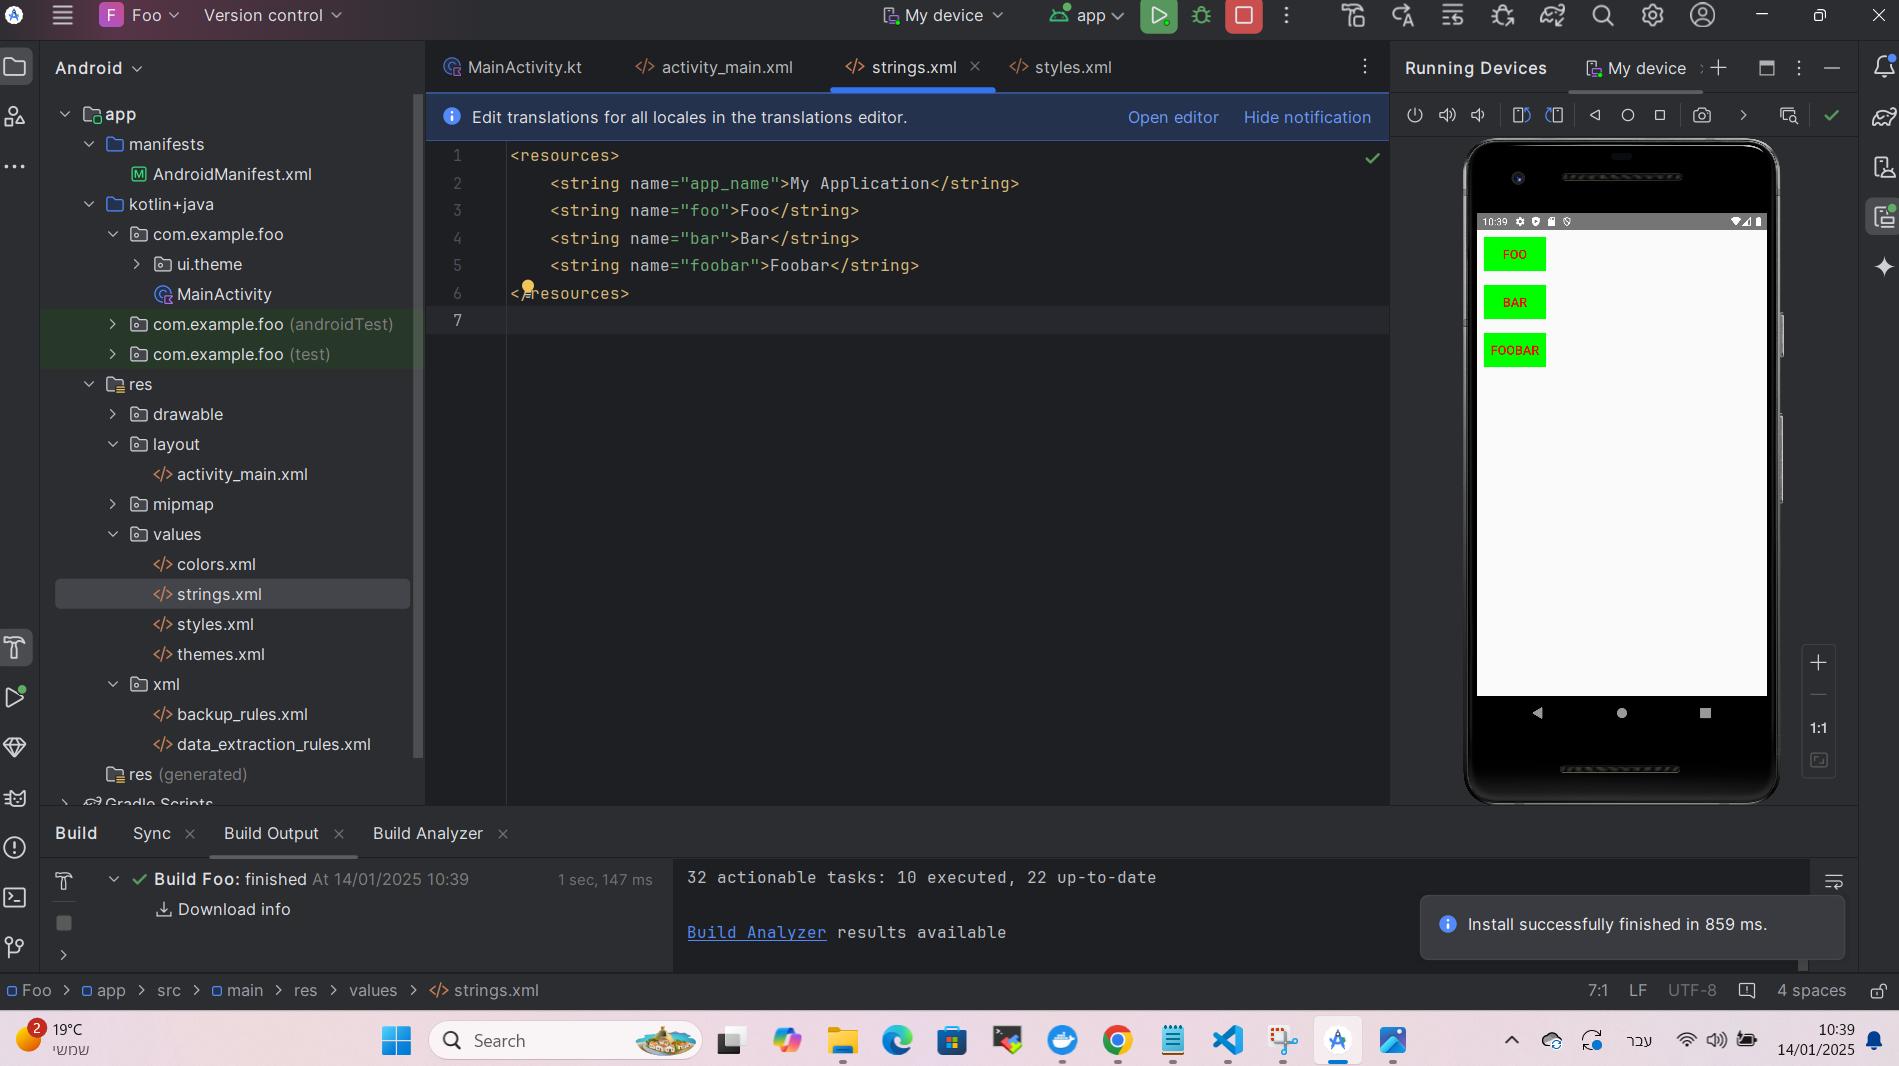 F Foo Version control My device app
Android
MainActivity.kt activity_main.xml strings.xml styles.xml
Running Devices My device
Edit translations for all locales in the translations editor. Open editor Hide notification
app
manifests
AndroidManifest.xml
kotlin+java
com.example.foo
ui.theme
MainActivity
com.example.foo (androidTest)
com.example.foo (test)
res
drawable
layout
activity_main.xml
mipmap
values
colors.xml
strings.xml
styles.xml
themes.xml
xml
backup_rules.xml
data_extraction_rules.xml
res (generated)
Gradle Scripts
1 <resources>
2 <string name="app_name">My Application</string>
3 <string name="foo">Foo</string>
4 <string name="bar">Bar</string>
5 <string name="foobar">Foobar</string>
6 </resources>
7
10:39
FOO
BAR
FOOBAR
1:1
Build Sync Build Output Build Analyzer
Build Foo: finished At 14/01/2025 10:39 1 sec, 147 ms
Download info
32 actionable tasks: 10 executed, 22 up-to-date
Build Analyzer results available
Install successfully finished in 859 ms.
Foo app src main res values strings.xml 7:1 LF UTF-8 4 spaces
2
19°C
שמשי
Search
עבר
10:39
14/01/2025